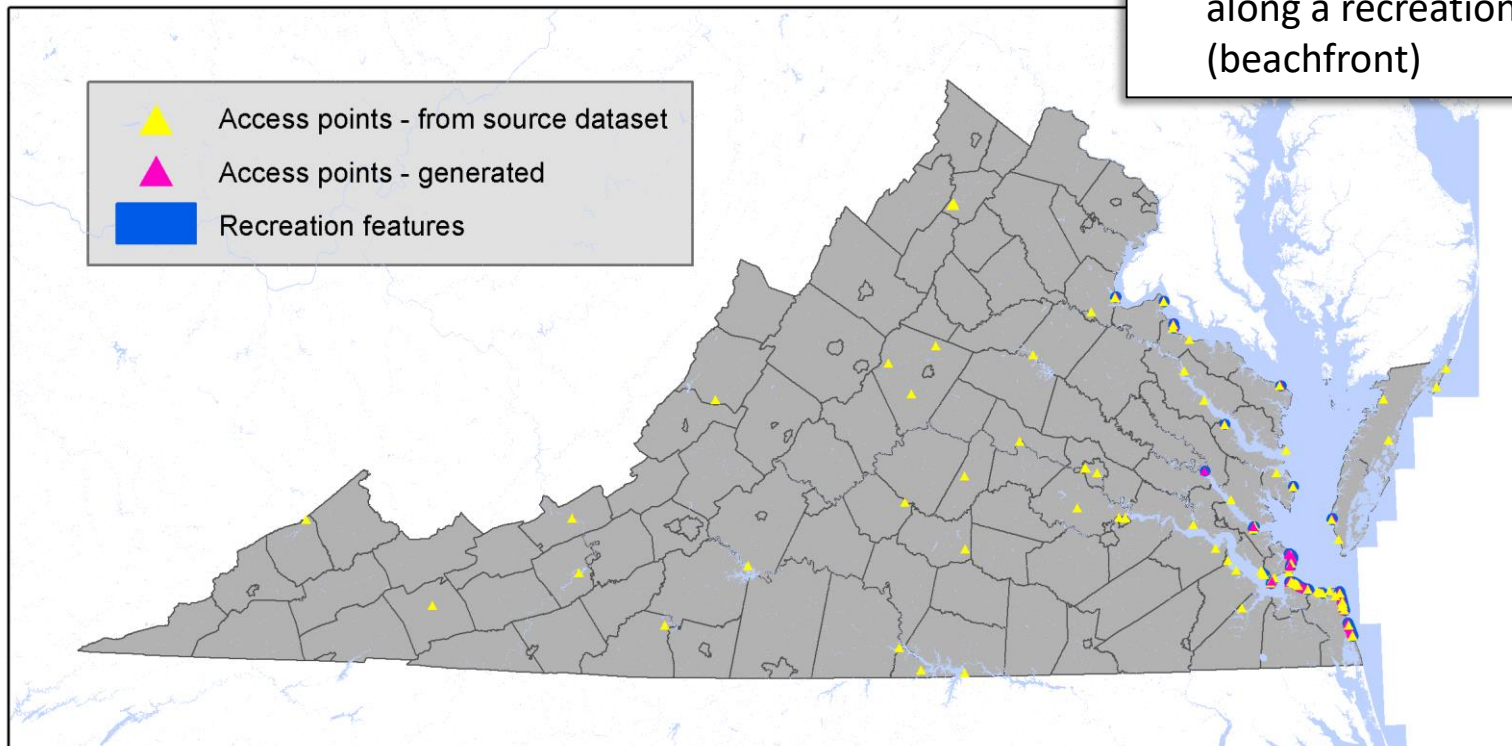 along a recreation
(beachfront)
Access points - from source dataset
Access points - generated
Recreation features